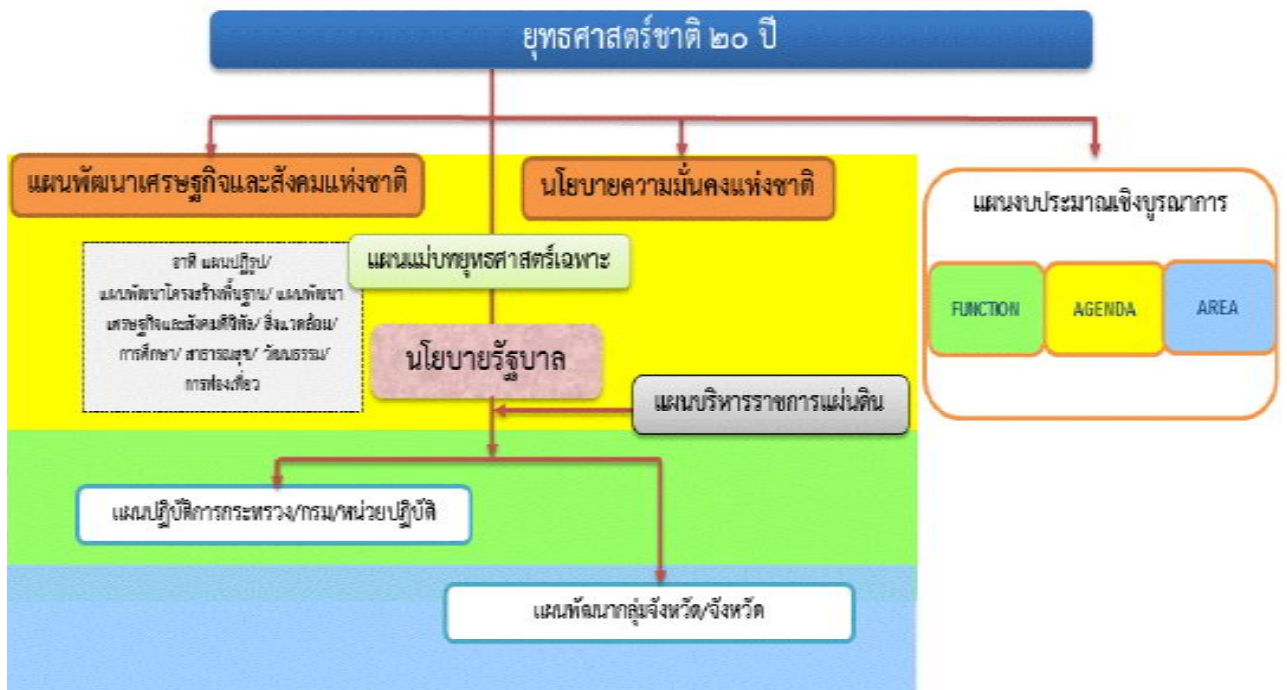 ยุทธศาสตร์ชาติ ๒๐ ปี
แผนพัฒนาเศรษฐกิจและสังคมแห่งชาติ
นโยบายความมั่นคงแห่งชาติ
แผนงบประมาณเชิงบูรณาการ
อาทิ แผนปฏิรูป/
แผนพัฒนาโครงสร้างพื้นฐาน/ แผนพัฒนา
เศรษฐกิจและสังคมดิจิทัล/ สิ่งแวดล้อม/
การศึกษา/ สาธารณสุข/ วัฒนธรรม/
การท่องเที่ยว
แผนแม่บทยุทธศาสตร์เฉพาะ
FUNCTION
AGENDA
AREA
นโยบายรัฐบาล
แผนบริหารราชการแผ่นดิน
แผนปฏิบัติการกระทรวง/กรม/หน่วยปฏิบัติ
แผนพัฒนากลุ่มจังหวัด/จังหวัด